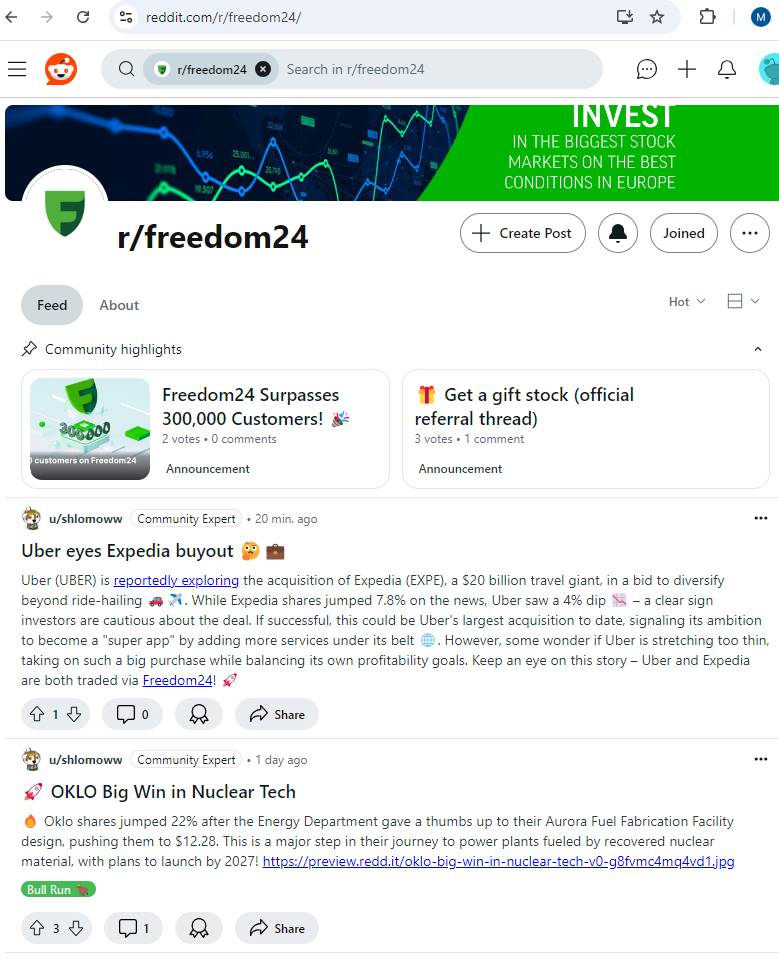 reddit.com/r/freedom24/
M
r/freedom24 Search in r/freedom24
INVEST
IN THE BIGGEST STOCK
MARKETS ON THE BEST
CONDITIONS IN EUROPE
6,956
25,001
22,608
23,795
19,307
F
r/freedom24
Create Post
Joined
Feed
About
Hot
Community highlights
Freedom24 Surpasses
300,000 Customers! 🎉
2 votes • 0 comments
Announcement
300000
0 customers on Freedom24
🎁 Get a gift stock (official
referral thread)
3 votes • 1 comment
Announcement
u/shlomoww Community Expert • 20 min. ago
Uber eyes Expedia buyout 🤔 💼
Uber (UBER) is reportedly exploring the acquisition of Expedia (EXPE), a $20 billion travel giant, in a bid to diversify
beyond ride-hailing 🚗 ✈️. While Expedia shares jumped 7.8% on the news, Uber saw a 4% dip 📉 – a clear sign
investors are cautious about the deal. If successful, this could be Uber's largest acquisition to date, signaling its ambition
to become a "super app" by adding more services under its belt 🌐. However, some wonder if Uber is stretching too thin,
taking on such a big purchase while balancing its own profitability goals. Keep an eye on this story – Uber and Expedia
are both traded via Freedom24! 🚀
1
0
Share
u/shlomoww Community Expert • 1 day ago
🚀 OKLO Big Win in Nuclear Tech
🔥 Oklo shares jumped 22% after the Energy Department gave a thumbs up to their Aurora Fuel Fabrication Facility
design, pushing them to $12.28. This is a major step in their journey to power plants fueled by recovered nuclear
material, with plans to launch by 2027! https://preview.redd.it/oklo-big-win-in-nuclear-tech-v0-g8fvmc4mq4vd1.jpg
Bull Run 🐂
3
1
Share